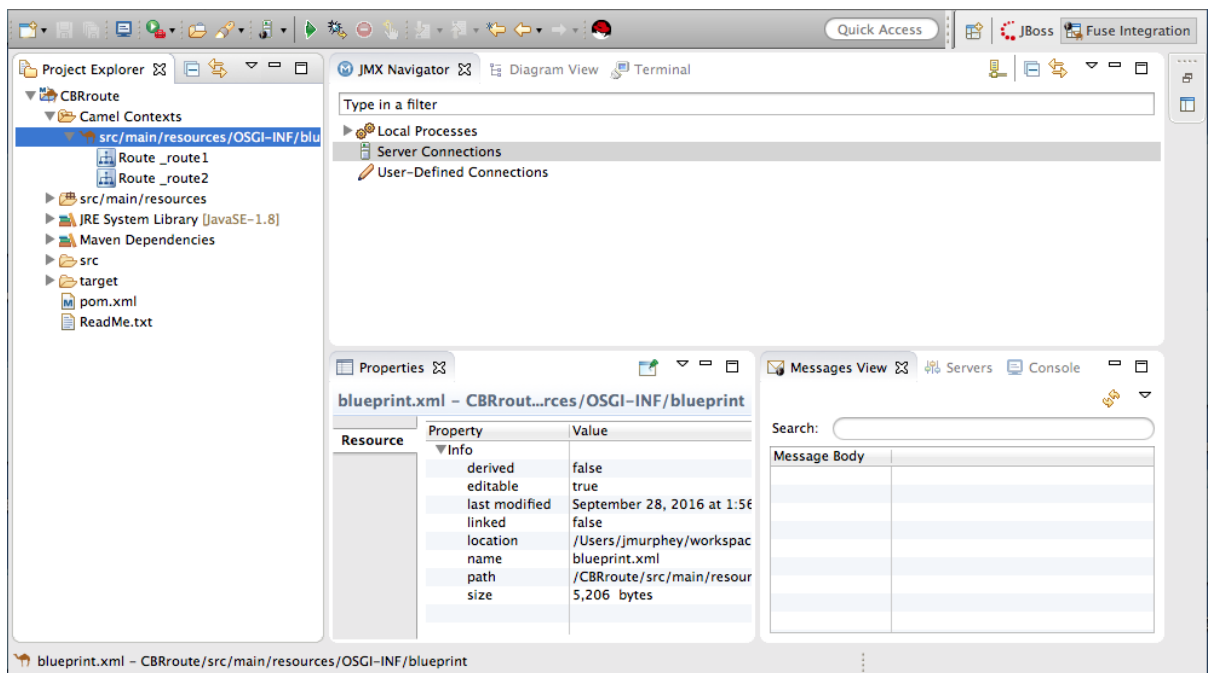 Quick Access
JBoss
Fuse Integration
Project Explorer
CBRroute
Camel Contexts
src/main/resources/OSGI-INF/blu
Route _route1
Route _route2
src/main/resources
JRE System Library [JavaSE-1.8]
Maven Dependencies
src
target
pom.xml
ReadMe.txt
JMX Navigator
Diagram View
Terminal
Type in a filter
Local Processes
Server Connections
User-Defined Connections
Properties
blueprint.xml - CBRrout...rces/OSGI-INF/blueprint
Resource
Property Value
Info
derived false
editable true
last modified September 28, 2016 at 1:56
linked false
location /Users/jmurphey/workspac
name blueprint.xml
path /CBRroute/src/main/resour
size 5,206 bytes
Messages View
Servers
Console
Search:
Message Body
blueprint.xml - CBRroute/src/main/resources/OSGI-INF/blueprint